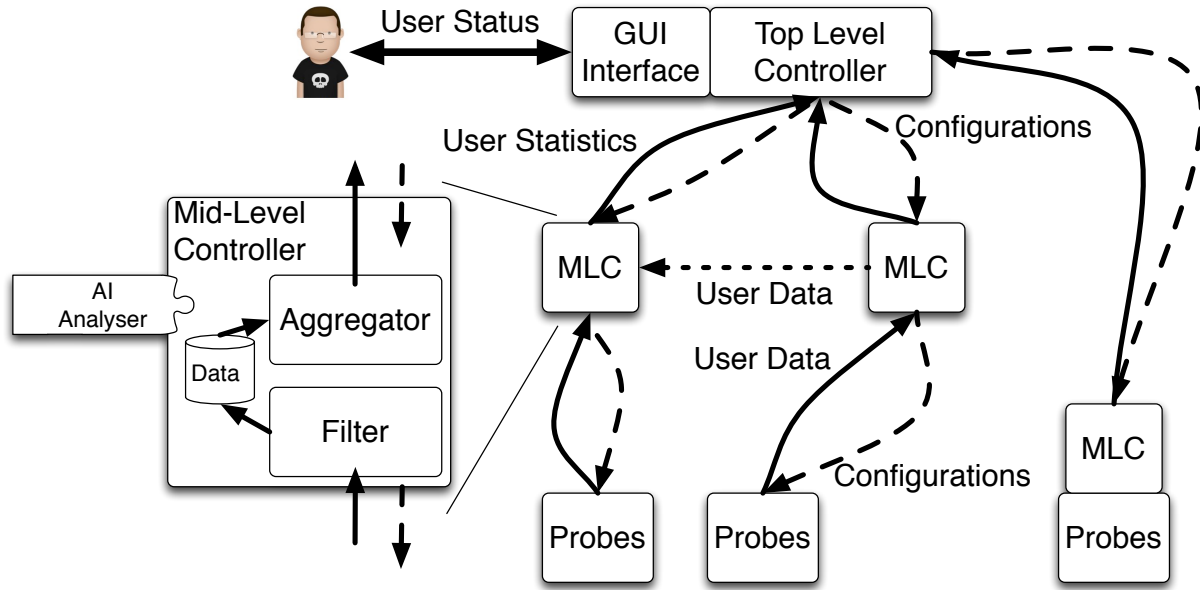 User Status
GUI
Interface
Top Level
Controller
User Statistics
Configurations
Mid-Level
Controller
AI
Analyser
Aggregator
Data
Filter
MLC
MLC
User Data
User Data
Configurations
MLC
Probes
Probes
Probes